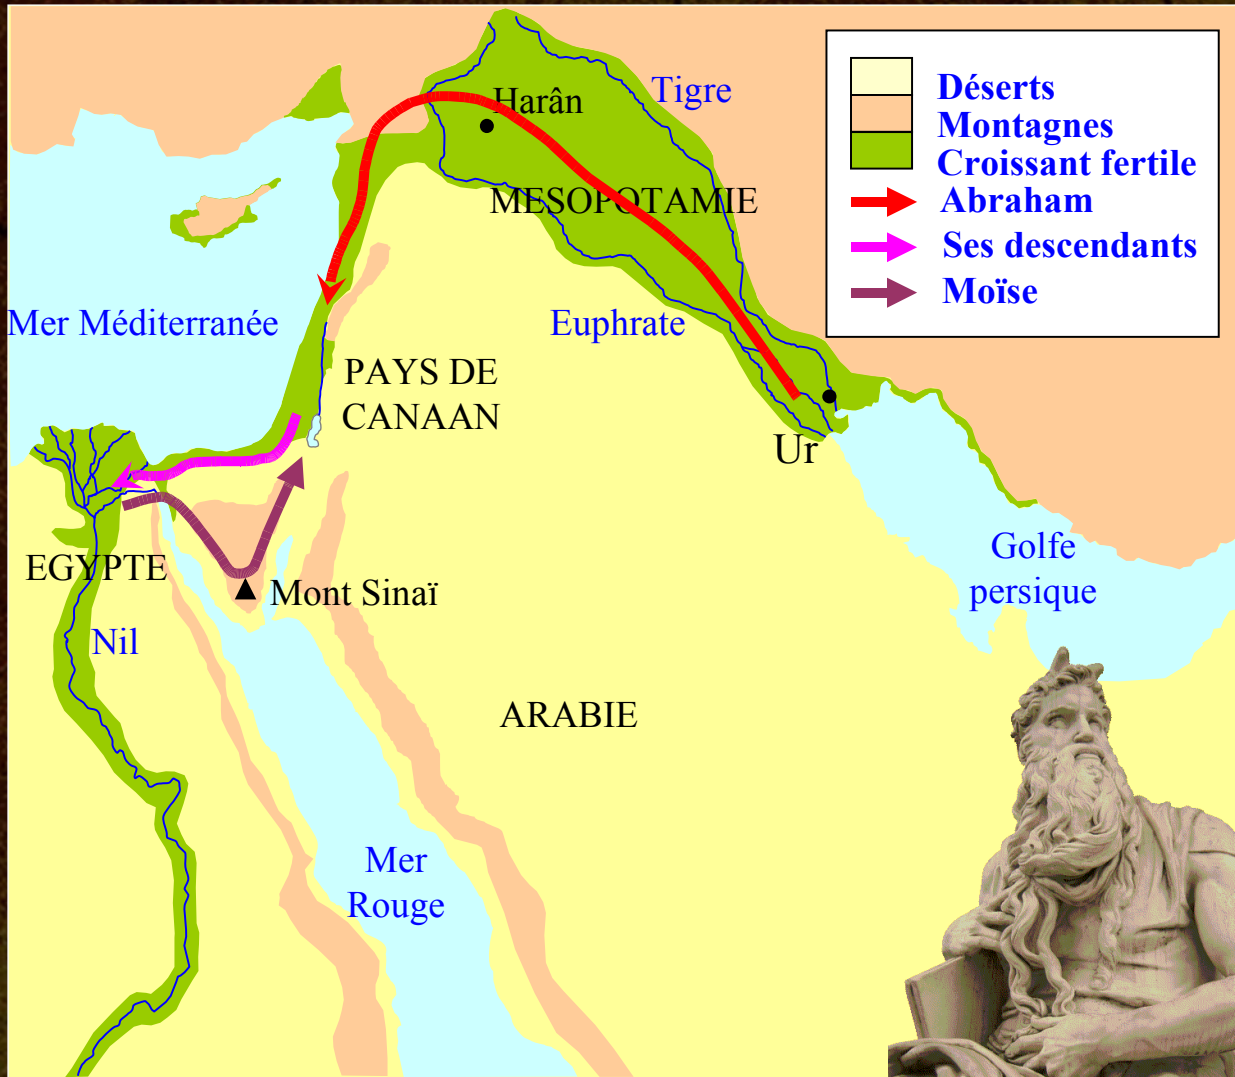 Déserts
Montagnes
Croissant fertile
Abraham
Ses descendants
Moïse
Tigre
Harân
MESOPOTAMIE
Mer Méditerranée
Euphrate
PAYS DE
CANAAN
Ur
Golfe
persique
EGYPTE
Mont Sinaï
Nil
ARABIE
Mer
Rouge